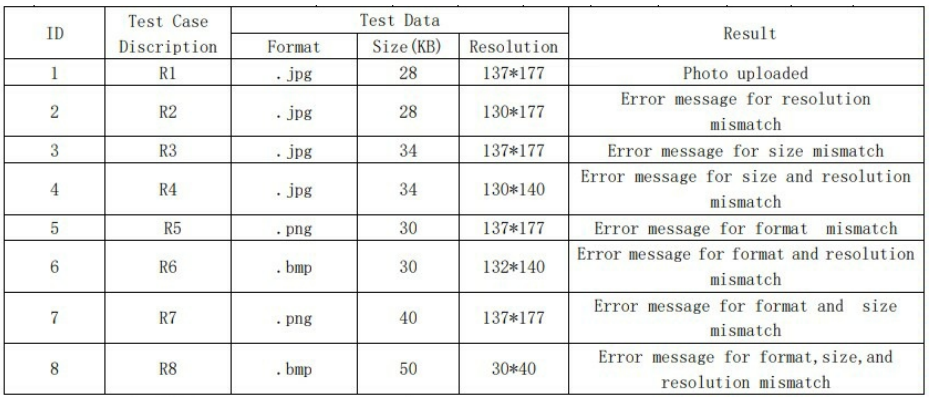 ID Test Case Discription Test Data Result
Format Size(KB) Resolution
1 R1 .jpg 28 137*177 Photo uploaded
2 R2 .jpg 28 130*177 Error message for resolution
mismatch
3 R3 .jpg 34 137*177 Error message for size mismatch
4 R4 .jpg 34 130*140 Error message for size and resolution
mismatch
5 R5 .png 30 137*177 Error message for format mismatch
6 R6 .bmp 30 132*140 Error message for format and resolution
mismatch
7 R7 .png 40 137*177 Error message for format and size
mismatch
8 R8 .bmp 50 30*40 Error message for format,size,and
resolution mismatch